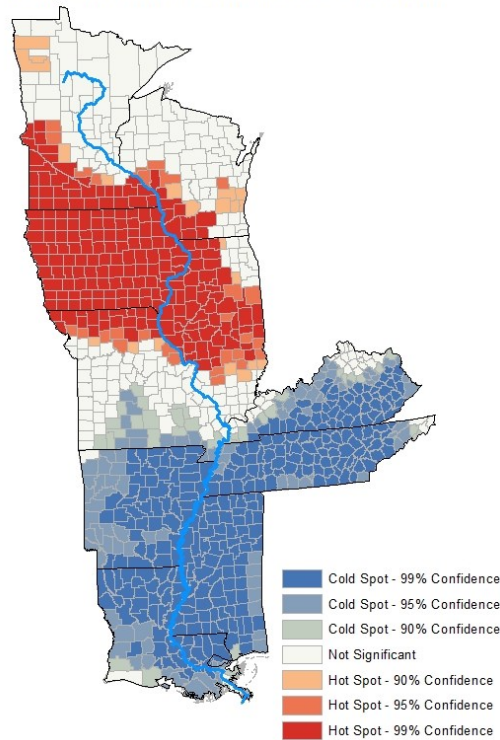 Cold Spot - 99% Confidence
Cold Spot - 95% Confidence
Cold Spot - 90% Confidence
Not Significant
Hot Spot - 90% Confidence
Hot Spot - 95% Confidence
Hot Spot - 99% Confidence